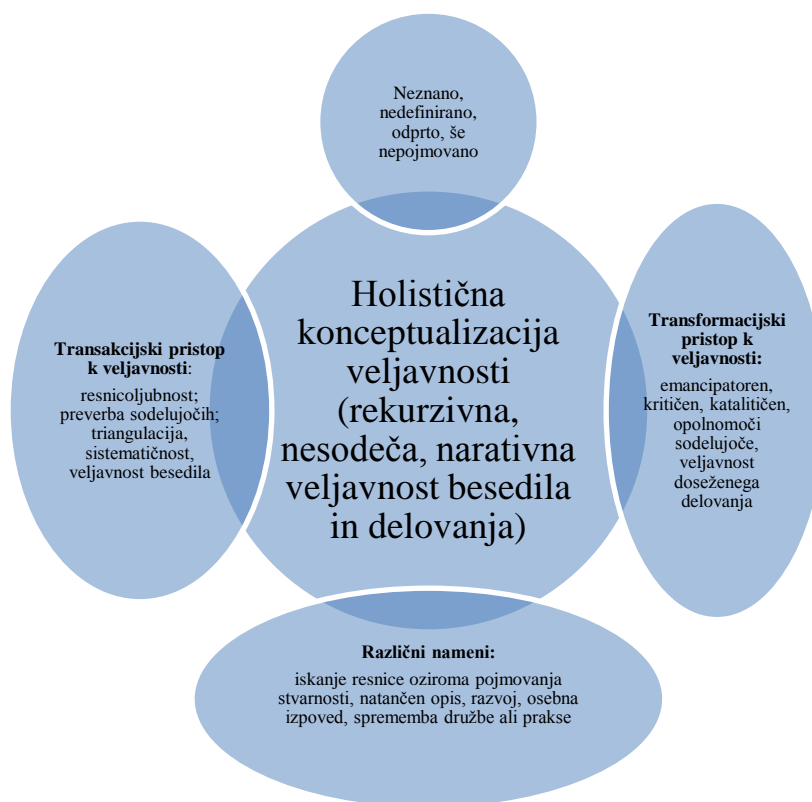 Neznano,
nedefinirano,
odprto, še
nepojmovano
Transakcijski pristop
k veljavnosti:
resnicoljubnost;
preverba sodelujočih;
triangulacija,
sistematičnost,
veljavnost besedila
Holistična
konceptualizacija
veljavnosti
(rekurzivna,
nesodeča, narativna
veljavnost besedila
in delovanja)
Transformacijski
pristop k
veljavnosti:
emancipatoren,
kritičen, katalitičen,
opolnomoči
sodelujoče,
veljavnost
doseženega
delovanja
Različni nameni:
iskanje resnice oziroma pojmovanja
stvarnosti, natančen opis, razvoj, osebna
izpoved, sprememba družbe ali prakse